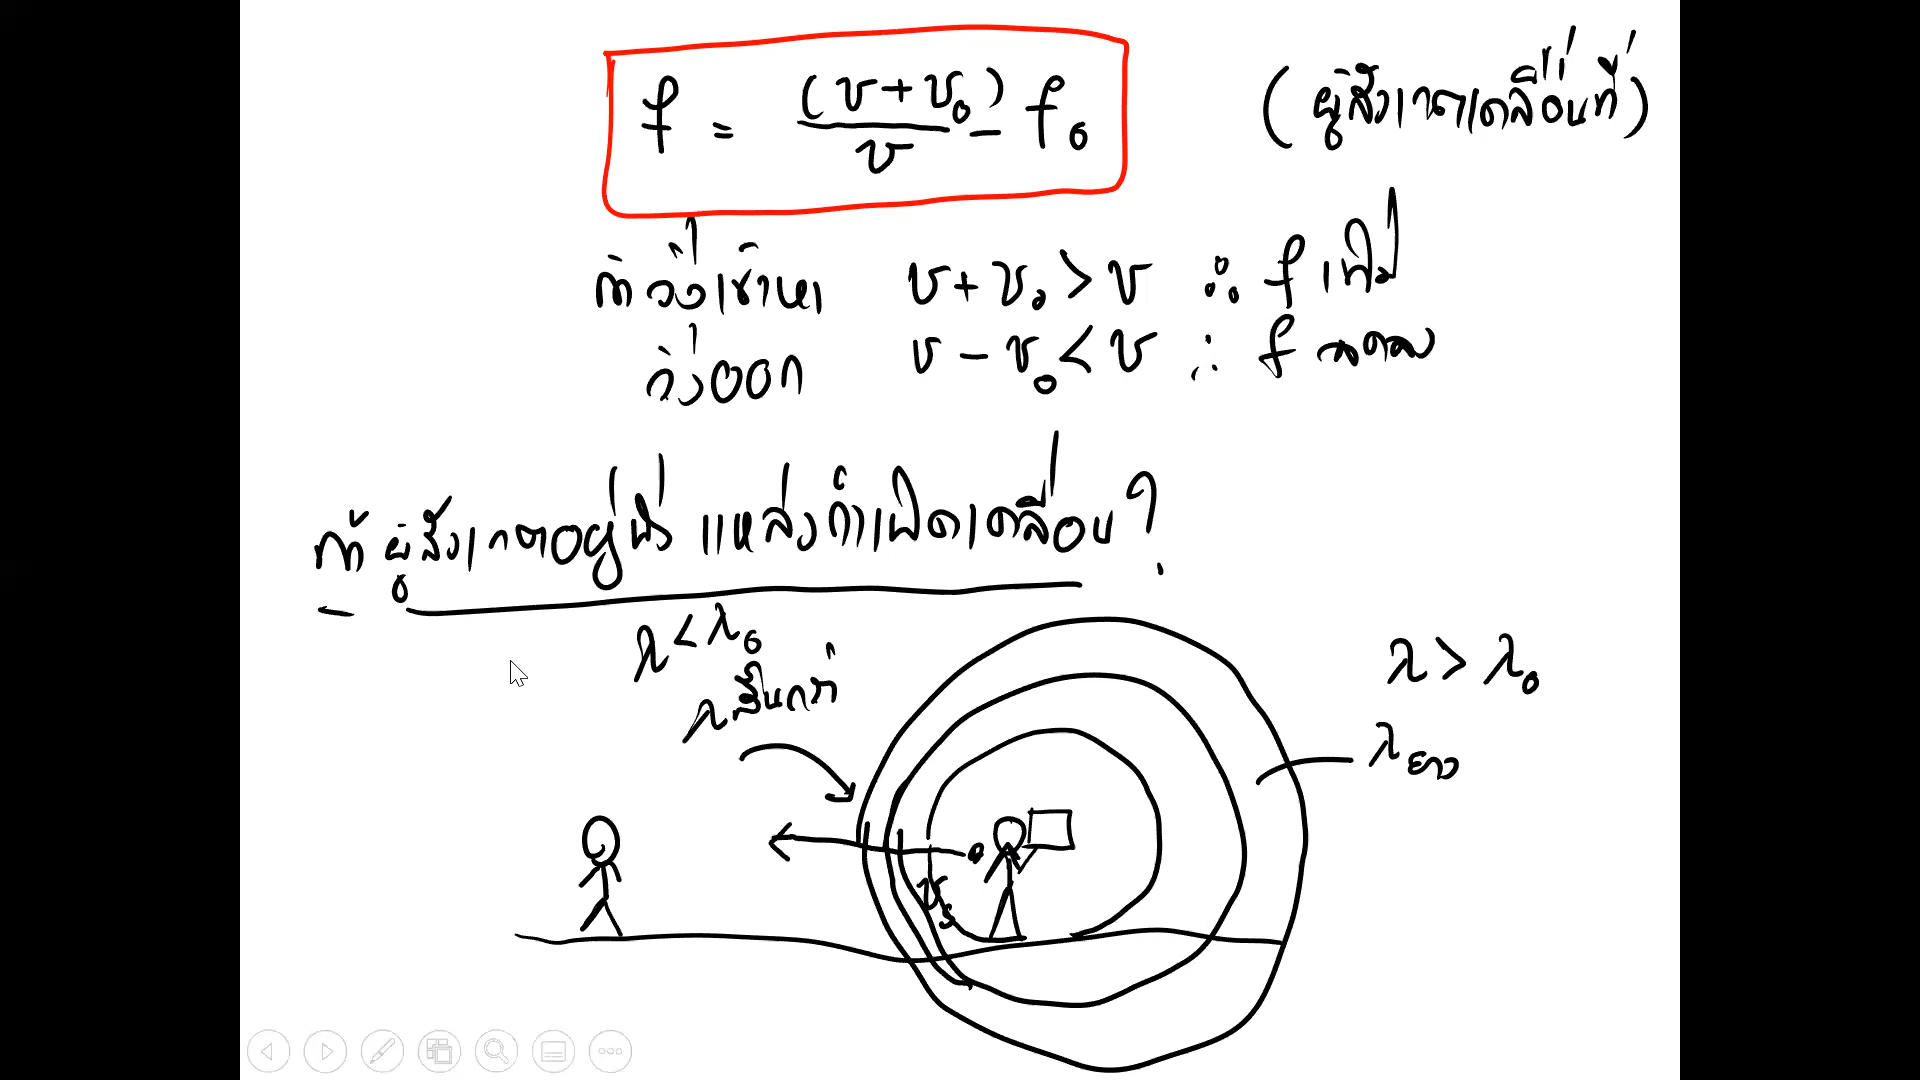 f = (v + v₀)/v f₀ (ผู้สังเกตเคลื่อนที่)
ถ้าวิ่งเข้าหา v + v₀ > v ∴ f เพิ่ม
ถ้าวิ่งออก v - v₀ < v ∴ f ลดลง
ถ้า ผู้สังเกตอยู่นิ่ง แหล่งกำเนิดเคลื่อน ?
λ < λ₀
λ สั้นกว่า
λ > λ₀
λ ยาว
vₛ